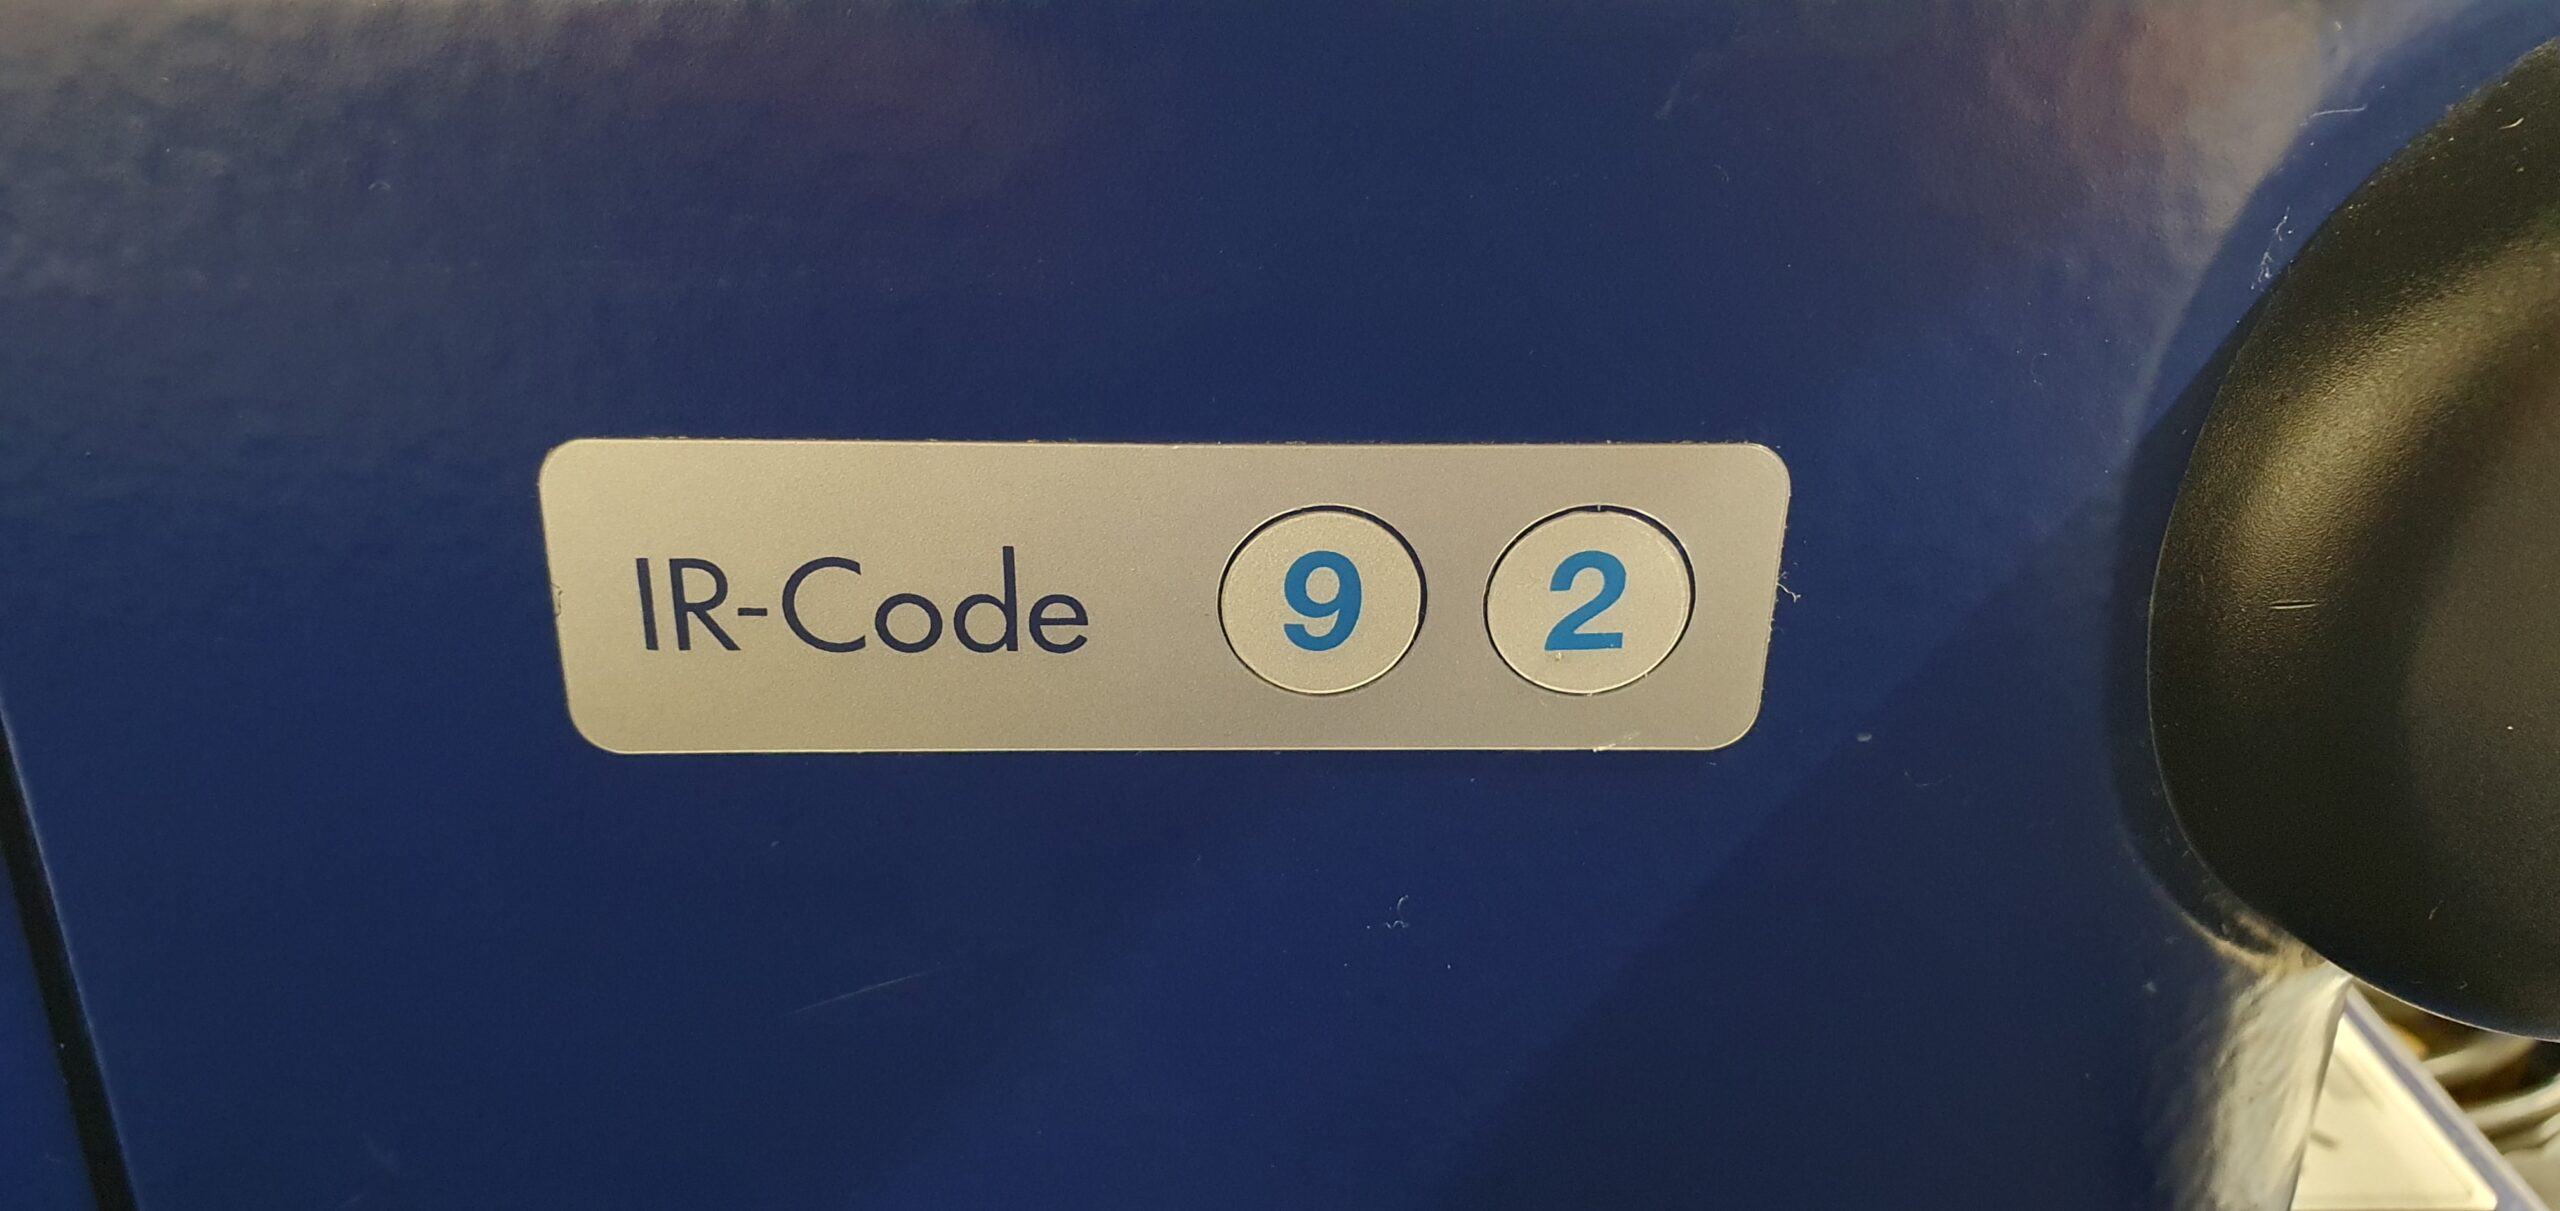 IR-Code 9 2